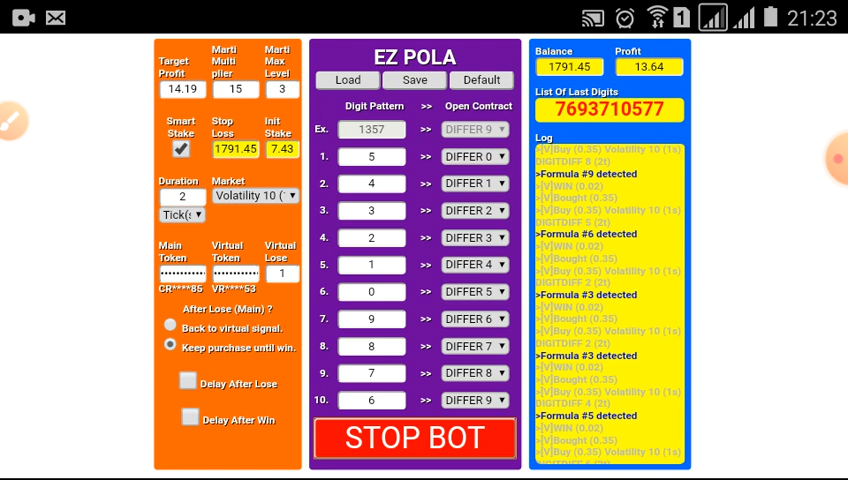 21:23
1
Target Profit
Marti Multi plier
Marti Max Level
14.19
15
3
Smart Stake
Stop Loss
Init Stake
1791.45
7.43
Duration
Market
2
Volatility 10 (
Tick(s
Main Token
Virtual Token
Virtual Lose
1
CR****85
VR****53
After Lose (Main) ?
Back to virtual signal.
Keep purchase until win.
Delay After Lose
Delay After Win
EZ POLA
Load
Save
Default
Digit Pattern >> Open Contract
Ex. 1357 >> DIFFER 9
1. 5 >> DIFFER 0
2. 4 >> DIFFER 1
3. 3 >> DIFFER 2
4. 2 >> DIFFER 3
5. 1 >> DIFFER 4
6. 0 >> DIFFER 5
7. 9 >> DIFFER 6
8. 8 >> DIFFER 7
9. 7 >> DIFFER 8
10. 6 >> DIFFER 9
STOP BOT
Balance
Profit
1791.45
13.64
List Of Last Digits
7693710577
Log
>[V]Buy (0.35) Volatility 10 (1s)
DIGITDIFF 8 (2t)
>Formula #9 detected
>[V]WIN (0.02)
>[V]Bought (0.35)
>[V]Buy (0.35) Volatility 10 (1s)
DIGITDIFF 5 (2t)
>Formula #6 detected
>[V]WIN (0.02)
>[V]Bought (0.35)
>[V]Buy (0.35) Volatility 10 (1s)
DIGITDIFF 2 (2t)
>Formula #3 detected
>[V]WIN (0.02)
>[V]Bought (0.35)
>[V]Buy (0.35) Volatility 10 (1s)
DIGITDIFF 2 (2t)
>Formula #3 detected
>[V]WIN (0.02)
>[V]Bought (0.35)
>[V]Buy (0.35) Volatility 10 (1s)
DIGITDIFF 4 (2t)
>Formula #5 detected
>[V]WIN (0.02)
>[V]Bought (0.35)
>[V]Buy (0.35) Volatility 10 (1s)